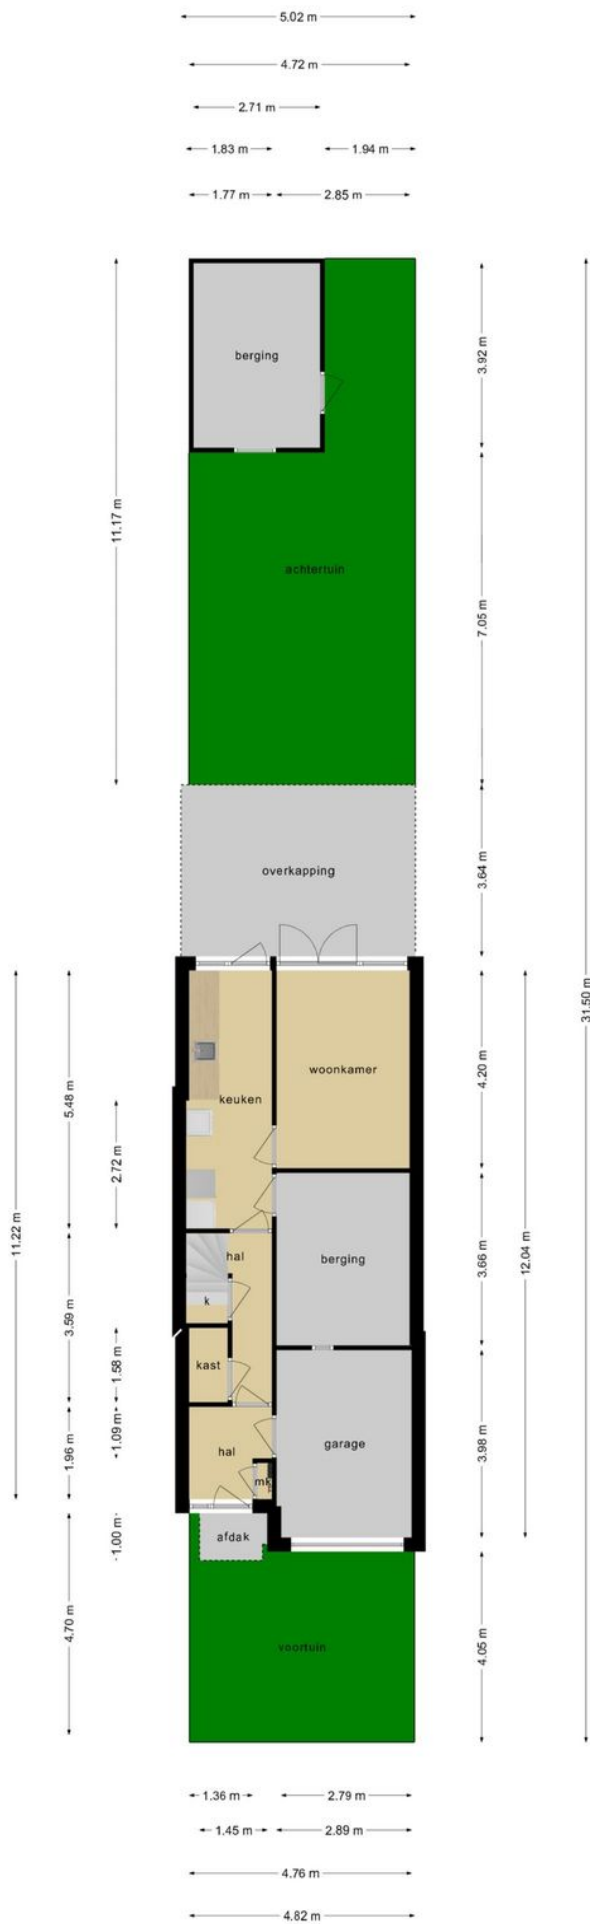 5.02 m
4.72 m
2.71 m
1.83 m 1.94 m
1.77 m 2.85 m
berging
3.92 m
11.17 m
achtertuin
7.05 m
overkapping
3.64 m
31.50 m
woonkamer
4.20 m
keuken
5.48 m
2.72 m
11.22 m
12.04 m
hal
berging
3.66 m
k
3.59 m
kast
1.58 m
garage
hal
1.09 m
1.96 m
3.98 m
mk
afdak
1.00 m
4.70 m
voortuin
4.05 m
1.36 m 2.79 m
1.45 m 2.89 m
4.76 m
4.82 m